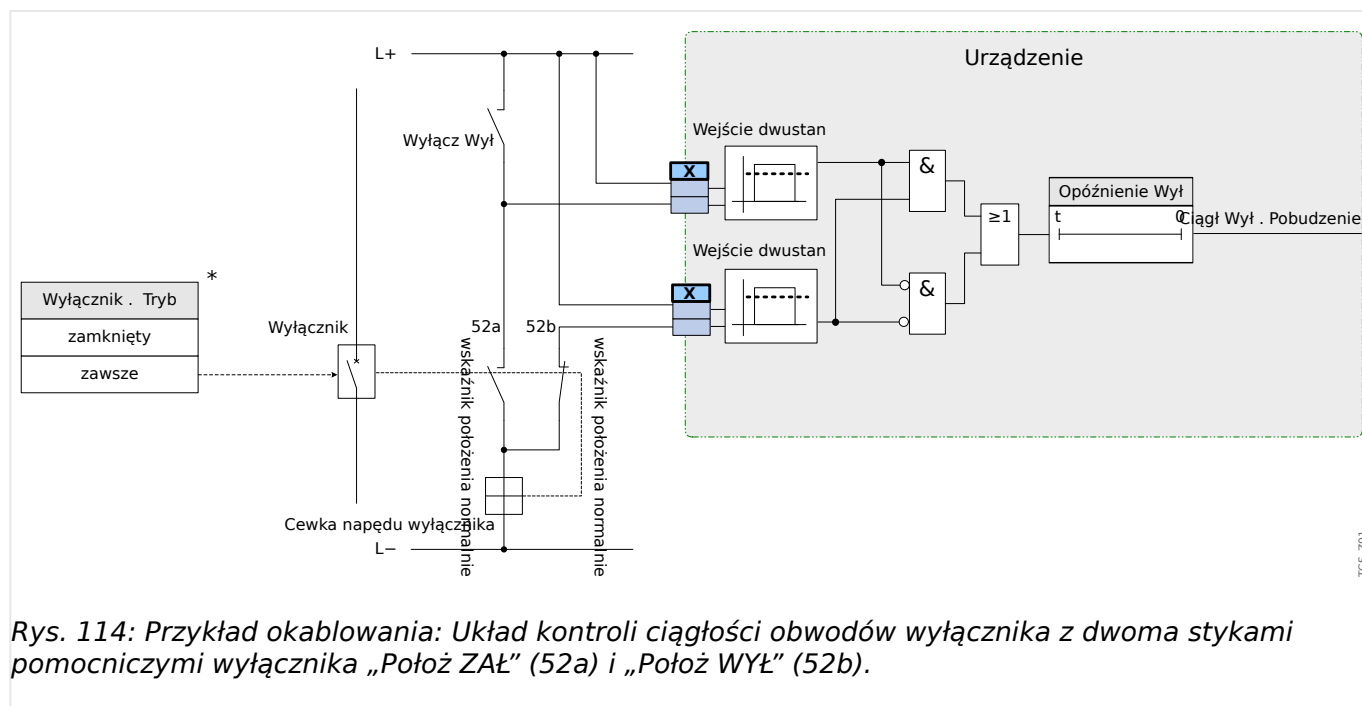 L+
Urządzenie
Wyłącz Wył
Wejście dwustan
X
&
Opóźnienie Wył
t 0
≥1
Ciągł Wył . Pobudzenie
Wejście dwustan
X
&
*
Wyłącznik . Tryb
zamknięty
zawsze
Wyłącznik
52a 52b
wskaźnik położenia normalnie
wskaźnik położenia normalnie
Cewka napędu wyłącznika
L−
Rys. 114: Przykład okablowania: Układ kontroli ciągłości obwodów wyłącznika z dwoma stykami
pomocniczymi wyłącznika „Położ ZAŁ” (52a) i „Położ WYŁ” (52b).